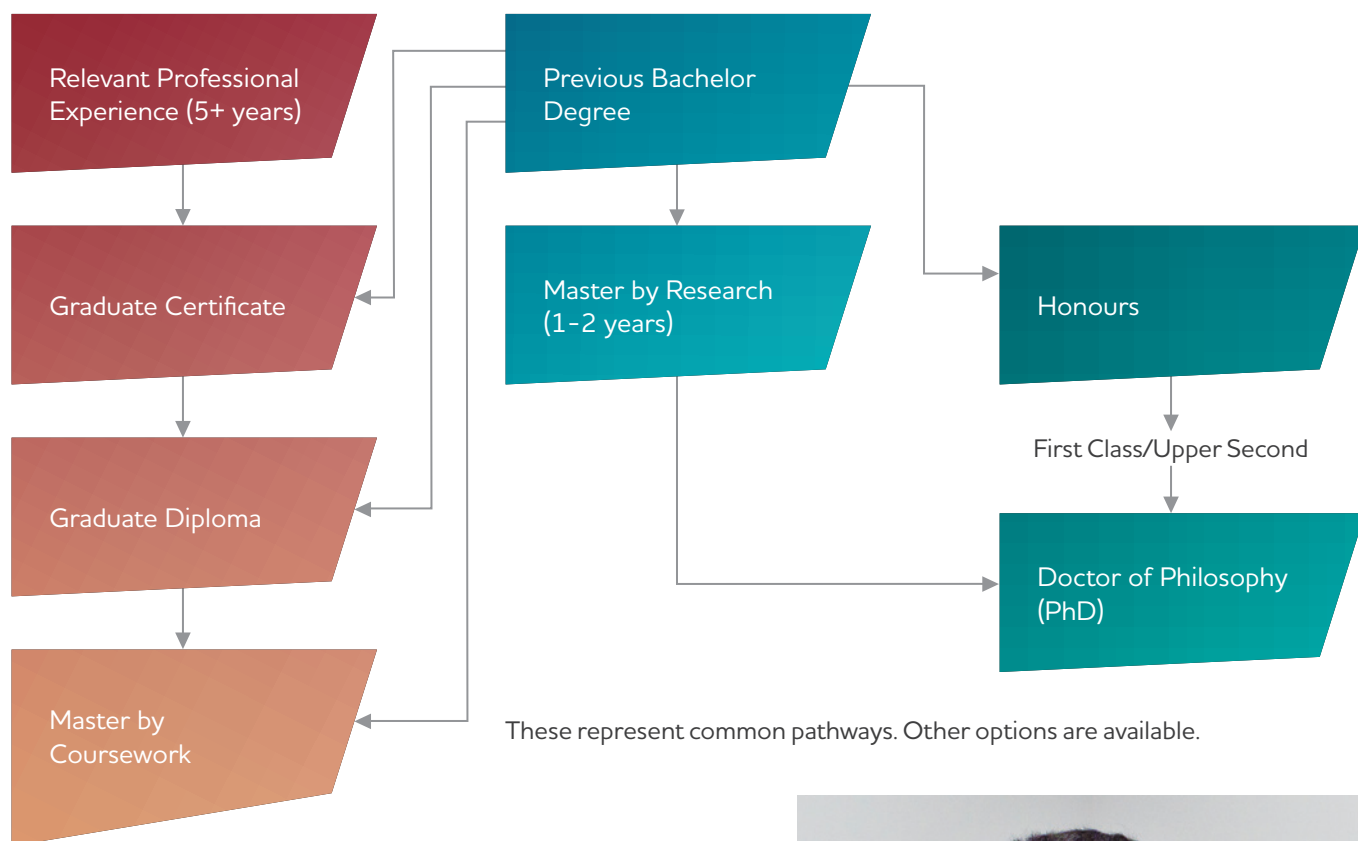 Relevant Professional
Experience (5+ years)
Previous Bachelor
Degree
Graduate Certificate
Master by Research
(1-2 years)
Honours
First Class/Upper Second
Graduate Diploma
Doctor of Philosophy
(PhD)
Master by
Coursework
These represent common pathways. Other options are available.